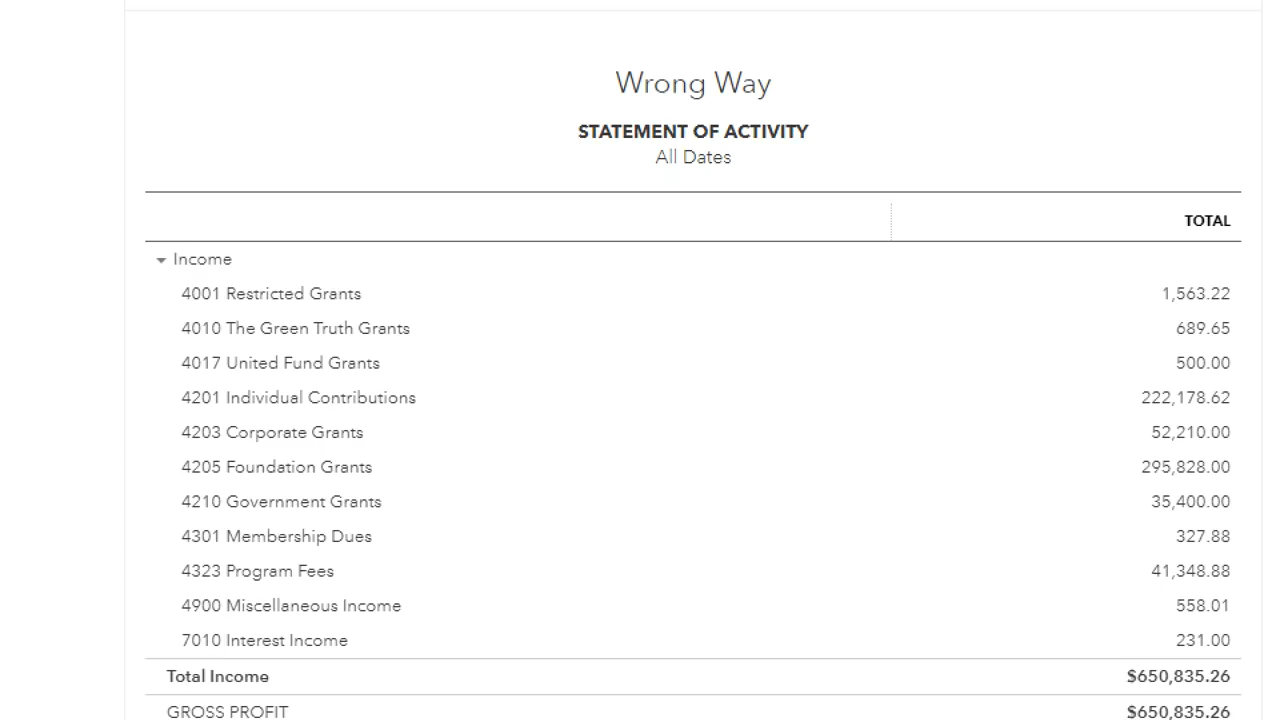 Wrong Way
STATEMENT OF ACTIVITY
All Dates
TOTAL
Income
4001 Restricted Grants 1,563.22
4010 The Green Truth Grants 689.65
4017 United Fund Grants 500.00
4201 Individual Contributions 222,178.62
4203 Corporate Grants 52,210.00
4205 Foundation Grants 295,828.00
4210 Government Grants 35,400.00
4301 Membership Dues 327.88
4323 Program Fees 41,348.88
4900 Miscellaneous Income 558.01
7010 Interest Income 231.00
Total Income $650,835.26
GROSS PROFIT $650,835.26